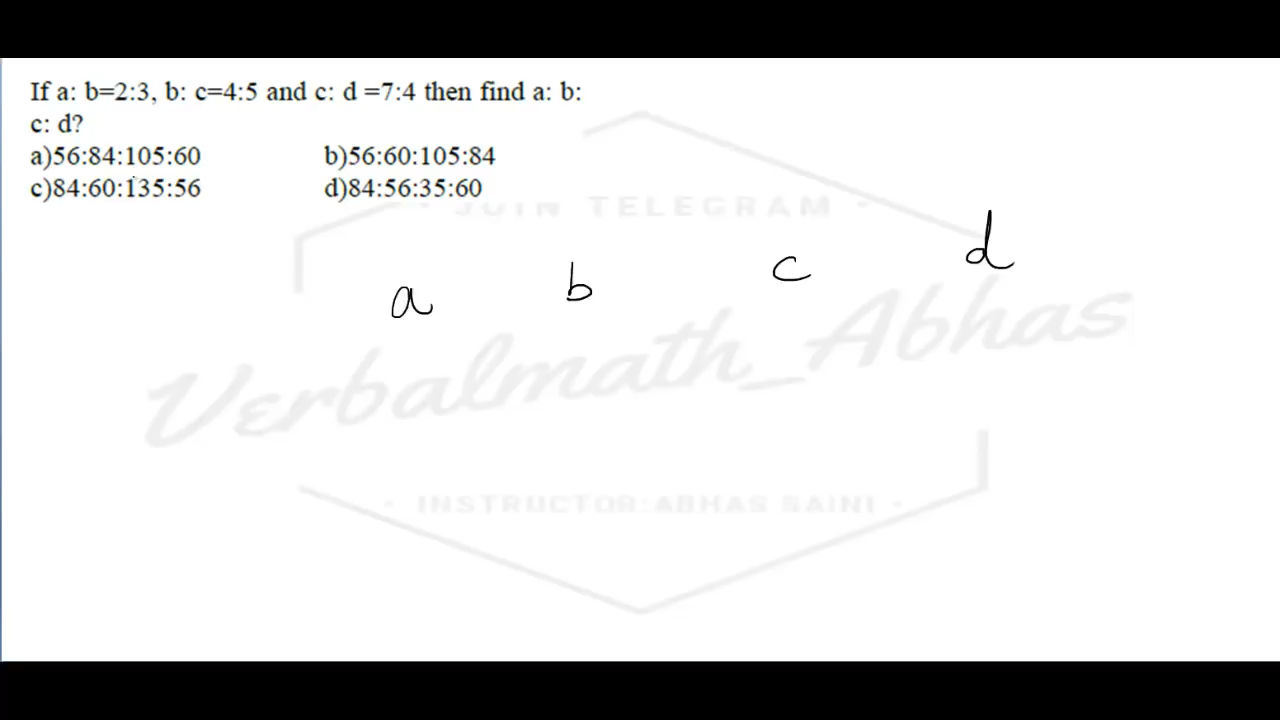 If a: b=2:3, b: c=4:5 and c: d =7:4 then find a: b:
c: d?
a)56:84:105:60 b)56:60:105:84
c)84:60:135:56 d)84:56:35:60
- JOIN TELEGRAM -
a b c d
Verbalmath_Abhas
- INSTRUCTOR:ABHAS SAINI -